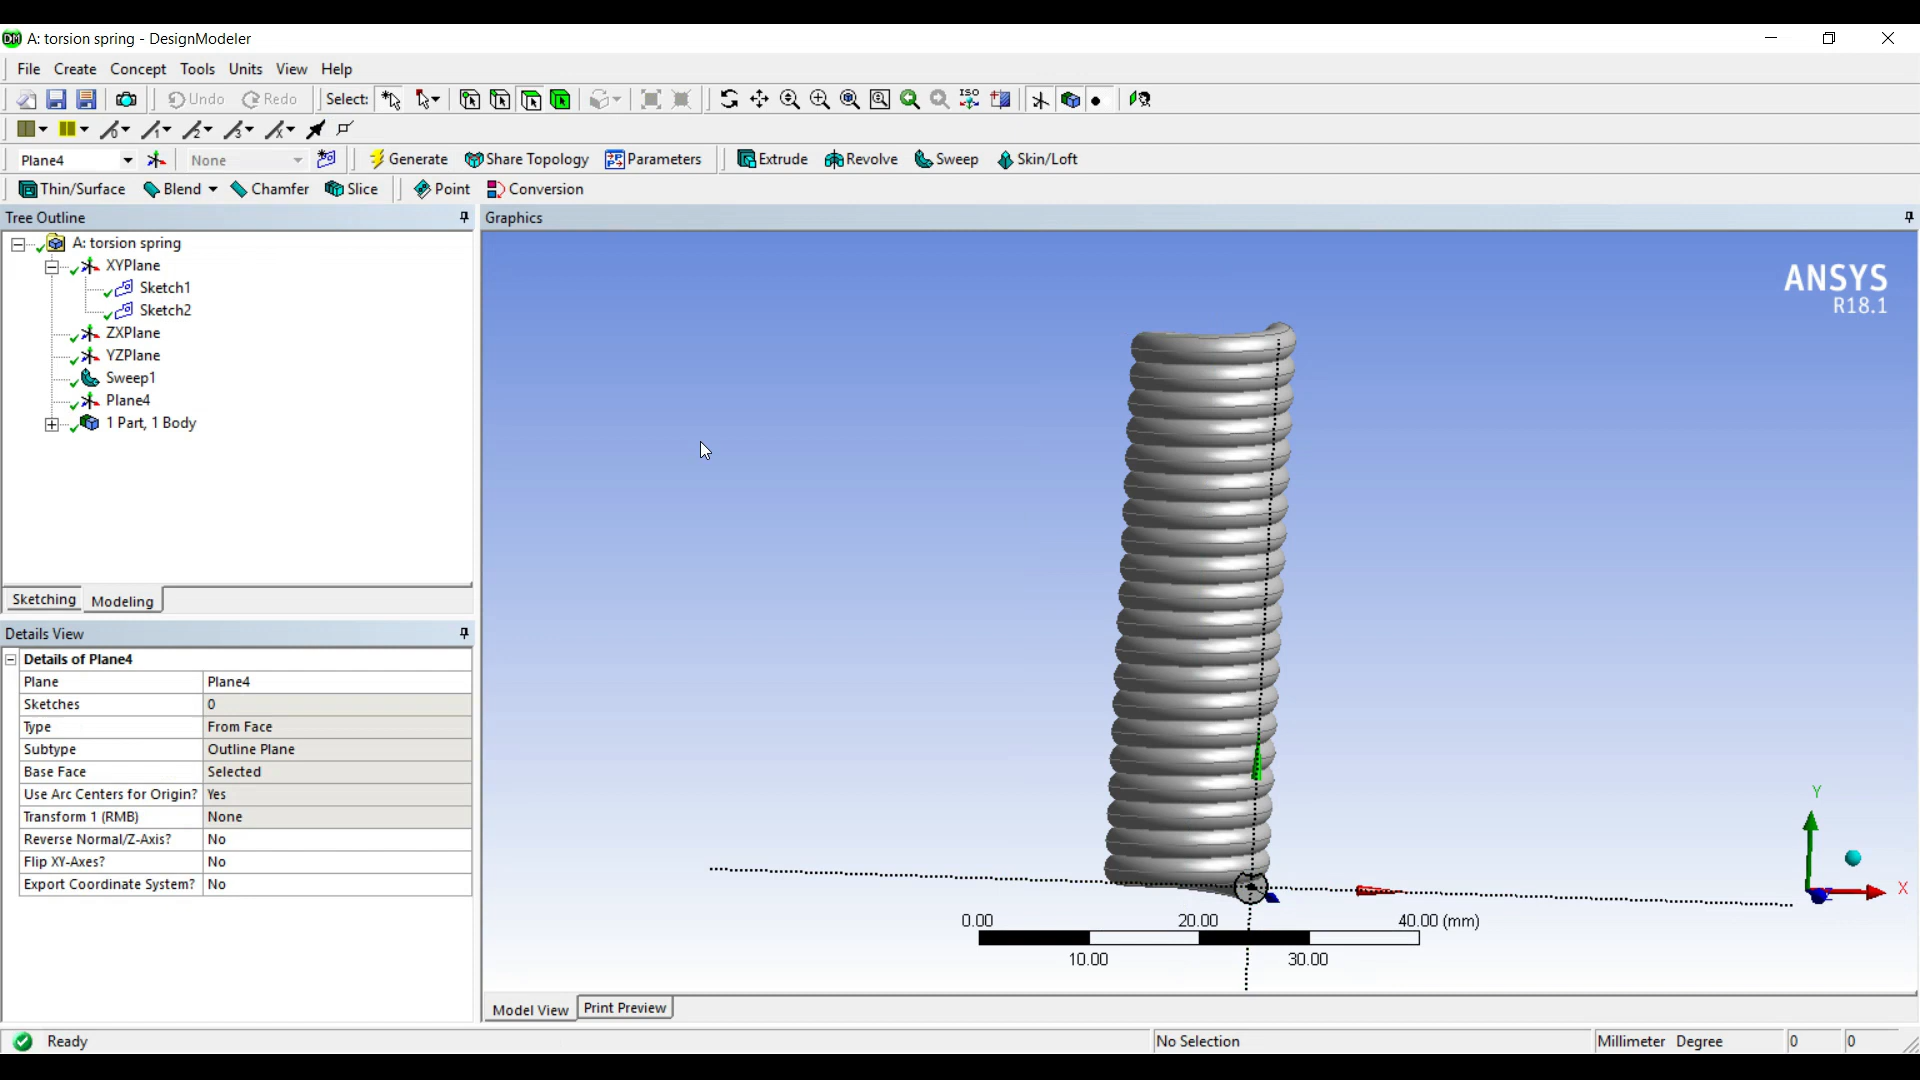 A: torsion spring - DesignModeler
File Create Concept Tools Units View Help
Undo Redo Select: ISO
0 1 2 3 x
Plane4 None Generate Share Topology Parameters Extrude Revolve Sweep Skin/Loft
Thin/Surface Blend Chamfer Slice Point Conversion
Tree Outline
A: torsion spring
XYPlane
Sketch1
Sketch2
ZXPlane
YZPlane
Sweep1
Plane4
1 Part, 1 Body
Sketching Modeling
Details View
Details of Plane4
Plane Plane4
Sketches 0
Type From Face
Subtype Outline Plane
Base Face Selected
Use Arc Centers for Origin? Yes
Transform 1 (RMB) None
Reverse Normal/Z-Axis? No
Flip XY-Axes? No
Export Coordinate System? No
Graphics
ANSYS
R18.1
0.00 20.00 40.00 (mm)
10.00 30.00
Y
X
Model View Print Preview
Ready No Selection Millimeter Degree 0 0